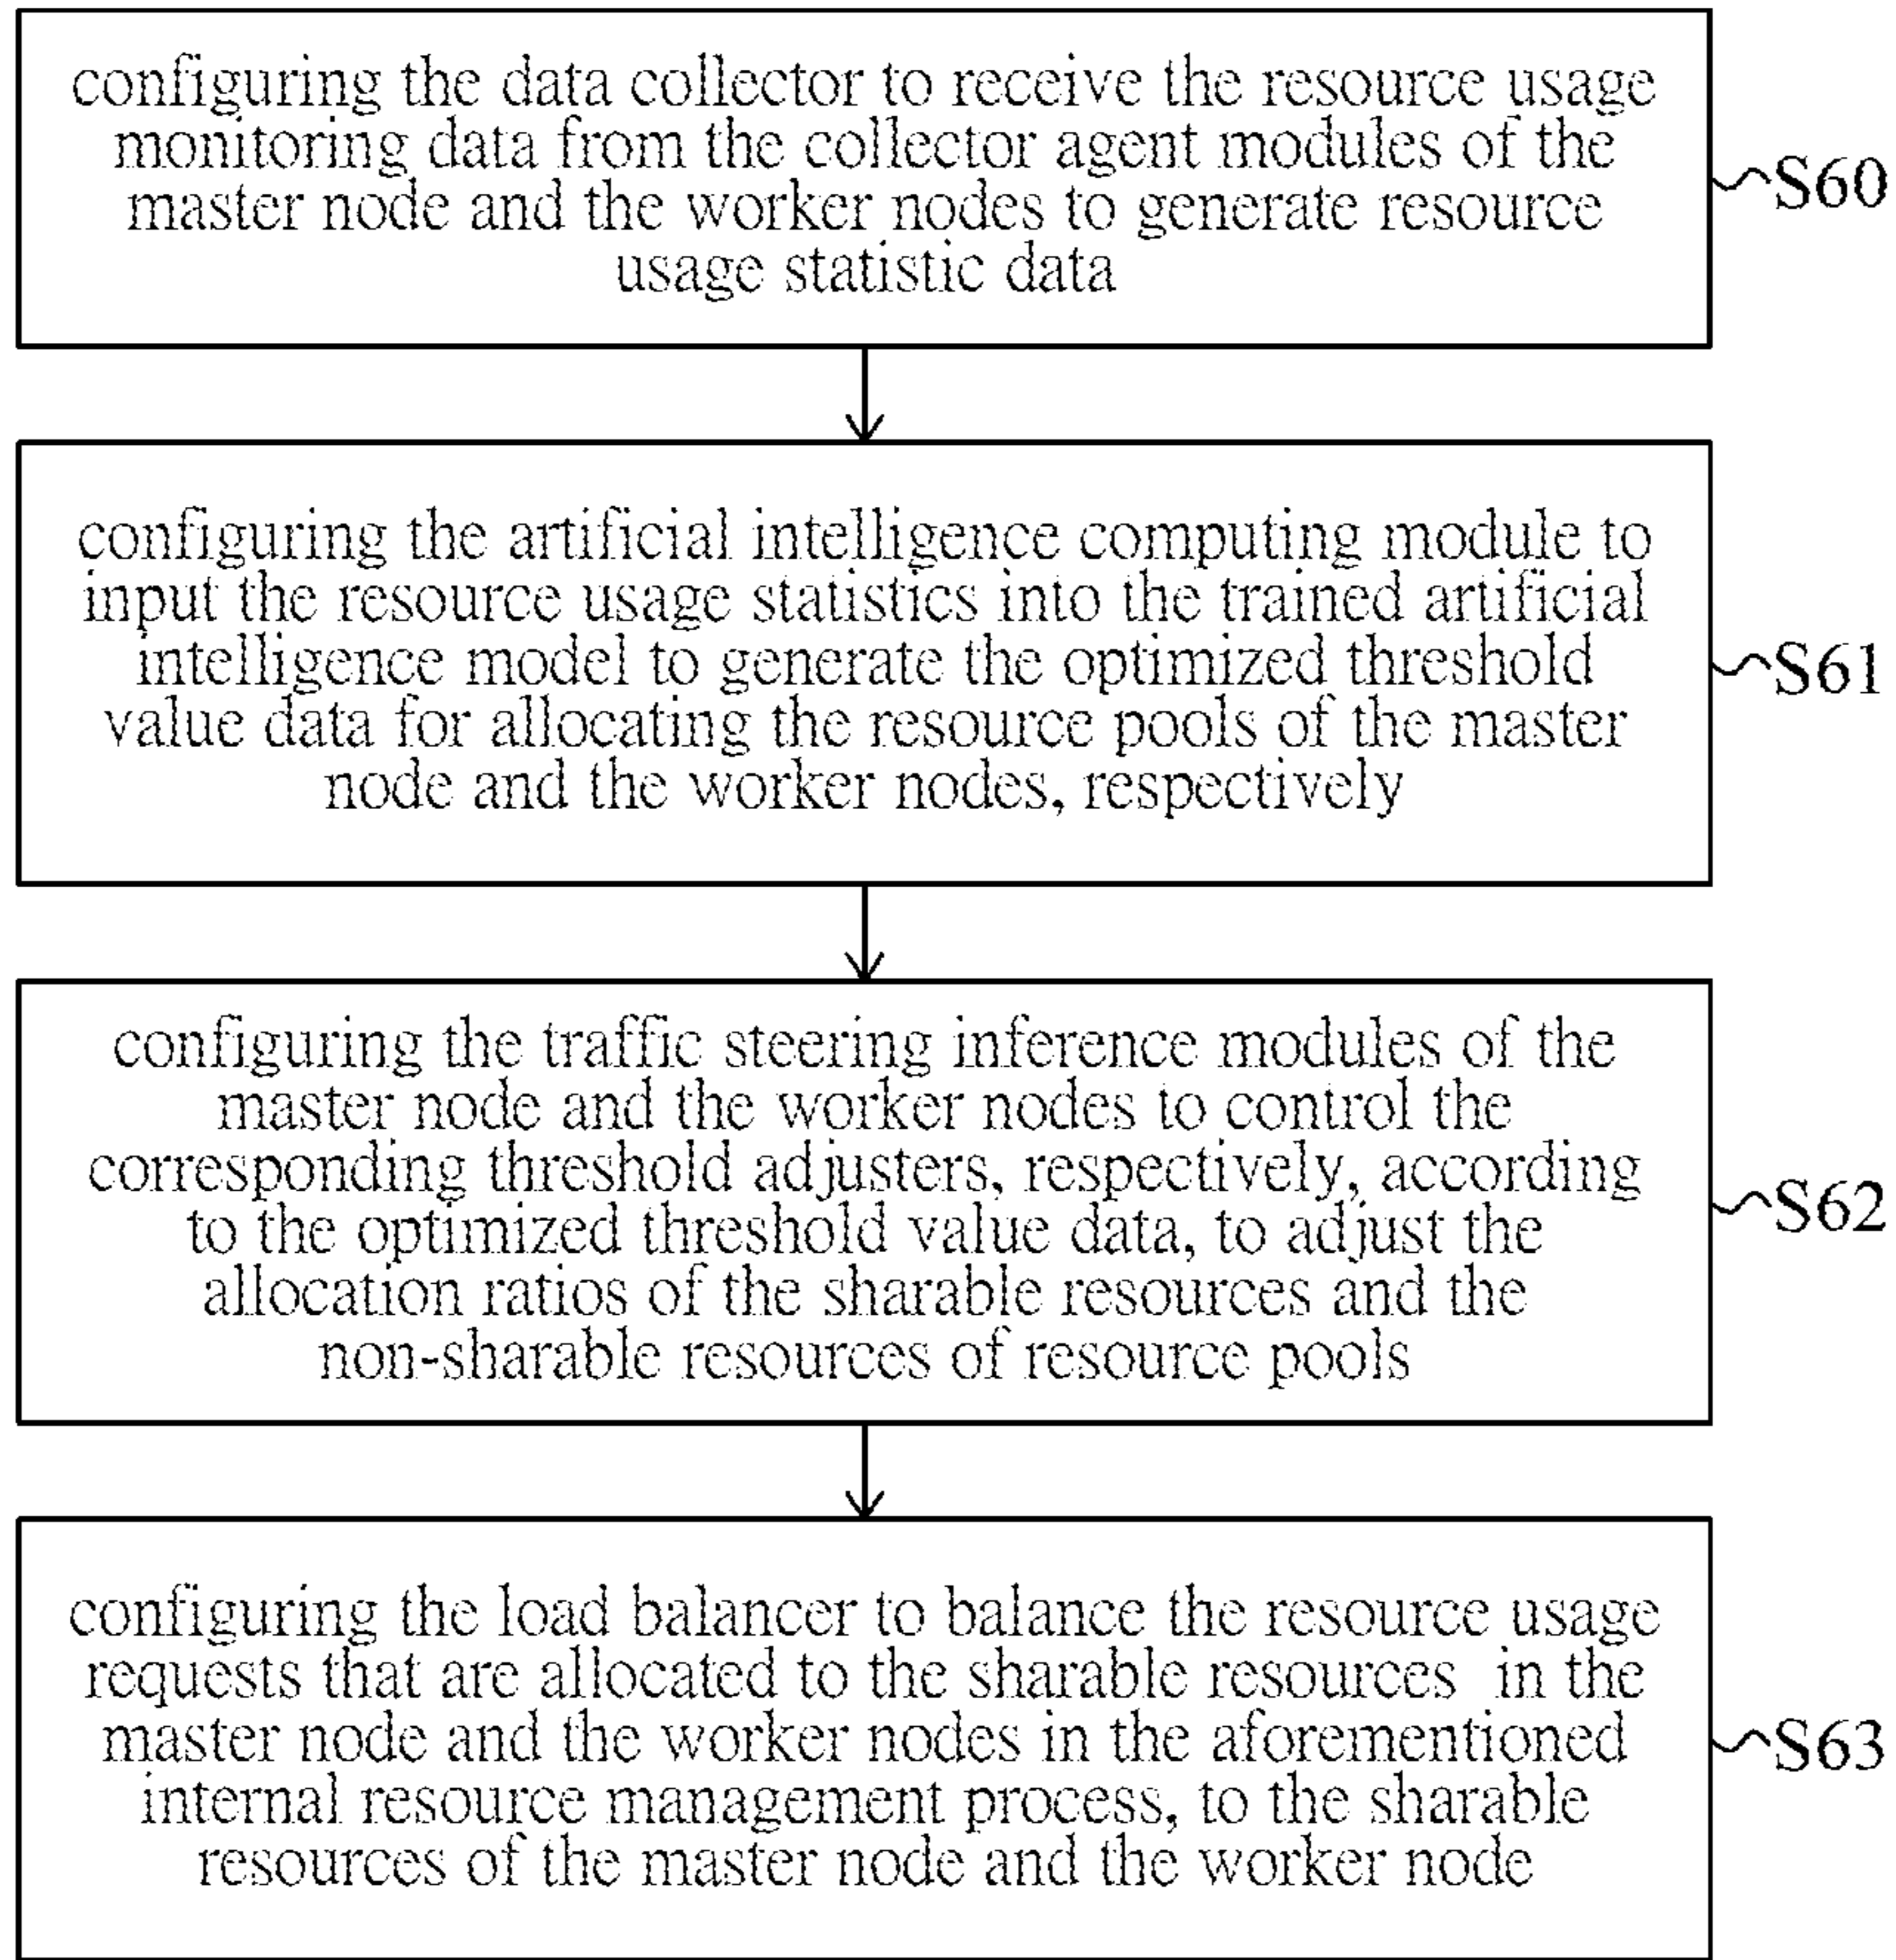 configuring the data collector to receive the resource usage
monitoring data from the collector agent modules of the
master node and the worker nodes to generate resource
usage statistic data
S60
configuring the artificial intelligence computing module to
input the resource usage statistics into the trained artificial
intelligence model to generate the optimized threshold
value data for allocating the resource pools of the master
node and the worker nodes, respectively
S61
configuring the traffic steering inference modules of the
master node and the worker nodes to control the
corresponding threshold adjusters, respectively, according
to the optimized threshold value data, to adjust the
allocation ratios of the sharable resources and the
non-sharable resources of resource pools
S62
configuring the load balancer to balance the resource usage
requests that are allocated to the sharable resources in the
master node and the worker nodes in the aforementioned
internal resource management process, to the sharable
resources of the master node and the worker node
S63